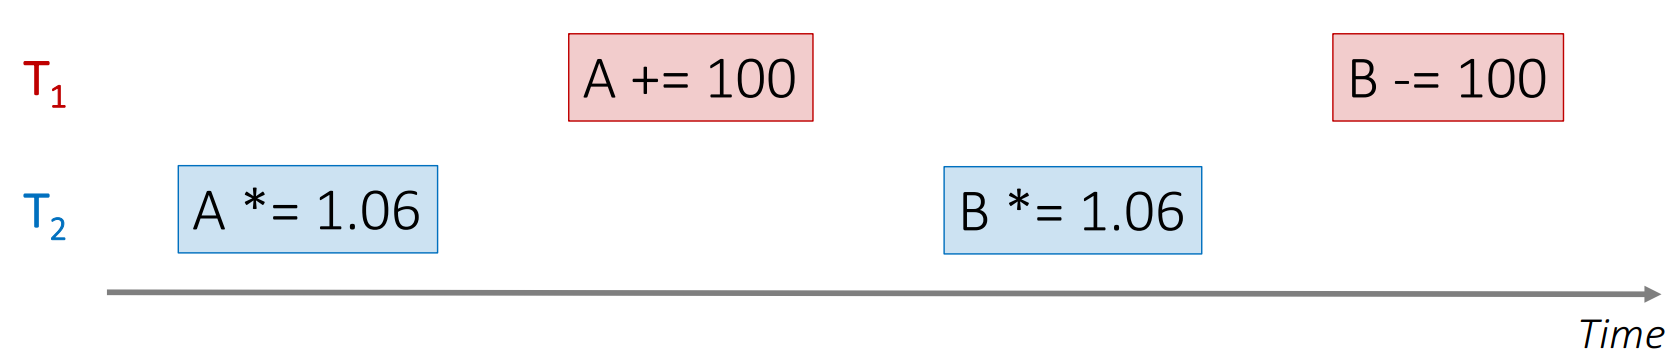 T₁ A += 100 B -= 100
T₂ A *= 1.06 B *= 1.06
Time